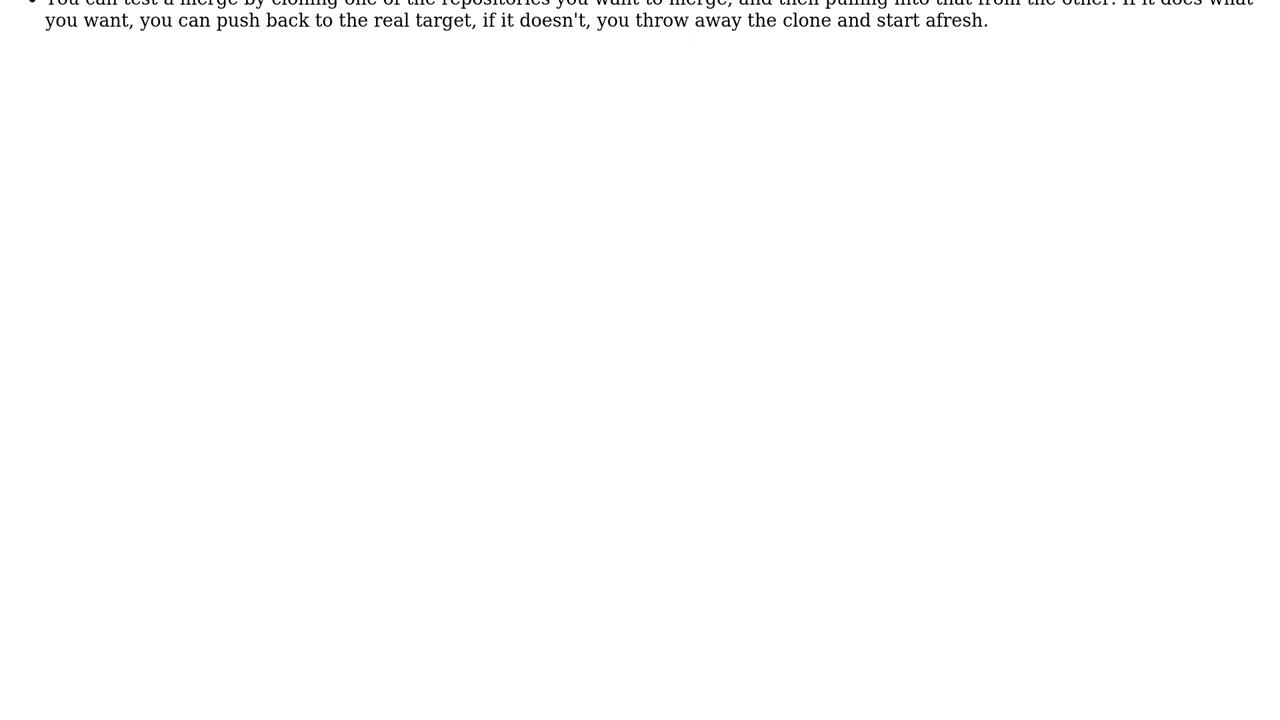 • You can test a merge by cloning one of the repositories you want to merge, and then pulling into that from the other. If it does what
you want, you can push back to the real target, if it doesn't, you throw away the clone and start afresh.